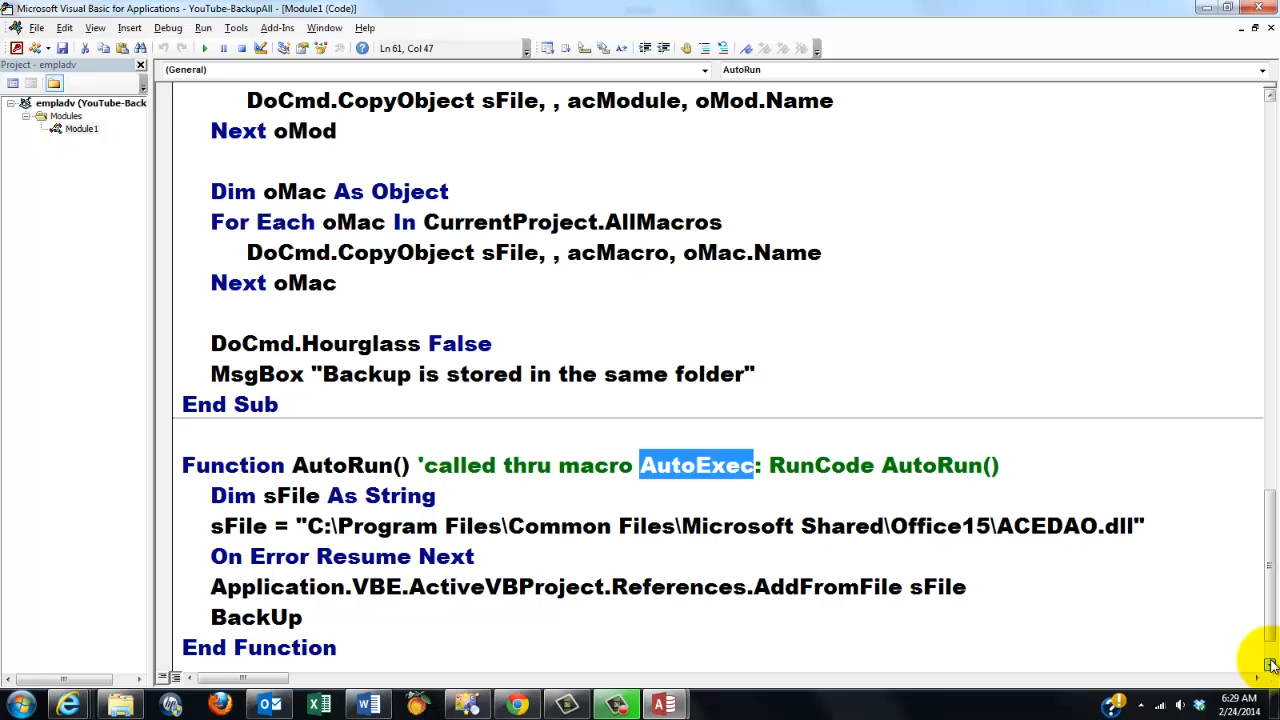 Microsoft Visual Basic for Applications - YouTube-BackupAll - [Module1 (Code)]
File Edit View Insert Format Debug Run Tools Add-Ins Window Help
Ln 61, Col 47
Project - empladv
(General) AutoRun
empladv (YouTube-Back
Modules
Module1
DoCmd.CopyObject sFile, , acModule, oMod.Name
Next oMod
Dim oMac As Object
For Each oMac In CurrentProject.AllMacros
DoCmd.CopyObject sFile, , acMacro, oMac.Name
Next oMac
DoCmd.Hourglass False
MsgBox "Backup is stored in the same folder"
End Sub
Function AutoRun() 'called thru macro AutoExec: RunCode AutoRun()
Dim sFile As String
sFile = "C:\Program Files\Common Files\Microsoft Shared\Office15\ACEDAO.dll"
On Error Resume Next
Application.VBE.ActiveVBProject.References.AddFromFile sFile
BackUp
End Function
6:29 AM
2/24/2014